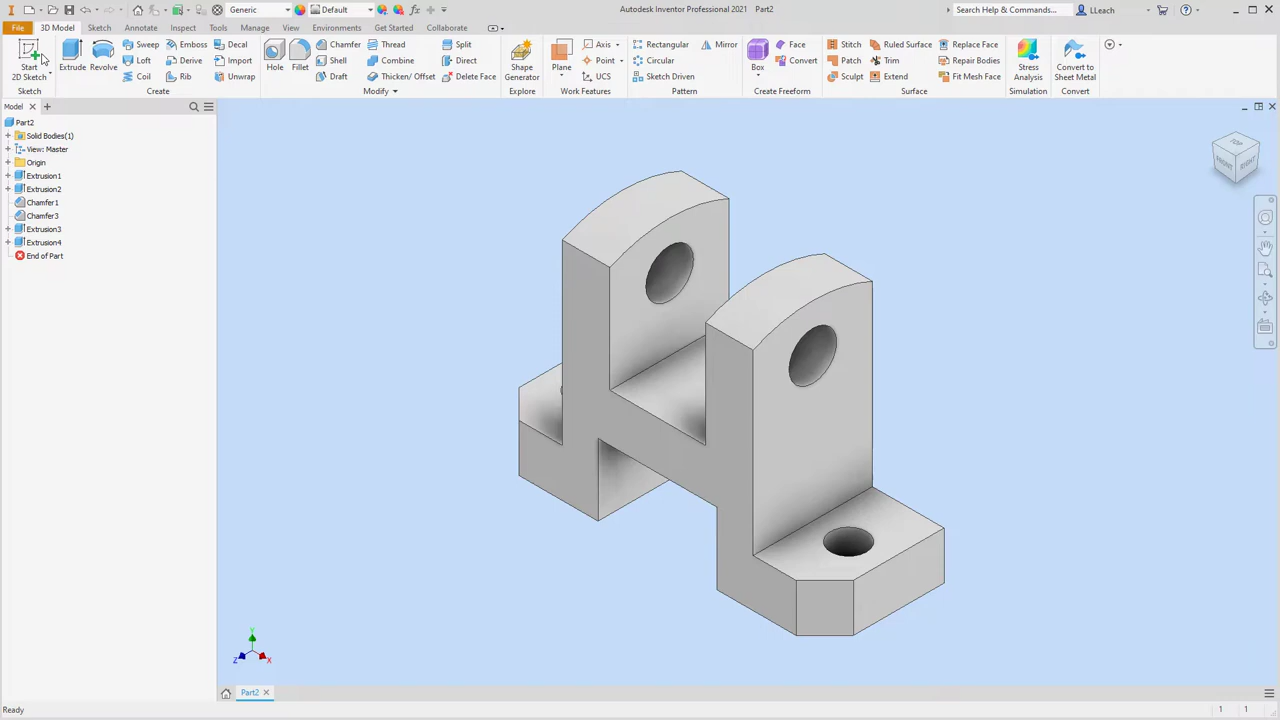 Generic
Default
Autodesk Inventor Professional 2021 Part2
Search Help & Commands...
LLeach
File
3D Model
Sketch
Annotate
Inspect
Tools
Manage
View
Environments
Get Started
Collaborate
Start
2D Sketch
Sketch
Extrude
Revolve
Sweep
Loft
Coil
Emboss
Derive
Rib
Decal
Import
Unwrap
Create
Hole
Fillet
Chamfer
Shell
Draft
Thread
Combine
Thicken/ Offset
Split
Direct
Delete Face
Modify
Shape
Generator
Explore
Plane
Axis
Point
UCS
Work Features
Rectangular
Circular
Sketch Driven
Mirror
Pattern
Box
Face
Convert
Create Freeform
Stitch
Patch
Sculpt
Ruled Surface
Trim
Extend
Replace Face
Repair Bodies
Fit Mesh Face
Surface
Stress
Analysis
Simulation
Convert to
Sheet Metal
Convert
Model
Part2
Solid Bodies(1)
View: Master
Origin
Extrusion1
Extrusion2
Chamfer1
Chamfer3
Extrusion3
Extrusion4
End of Part
TOP
FRONT
RIGHT
Y
Z
X
Part2
Ready
1
1